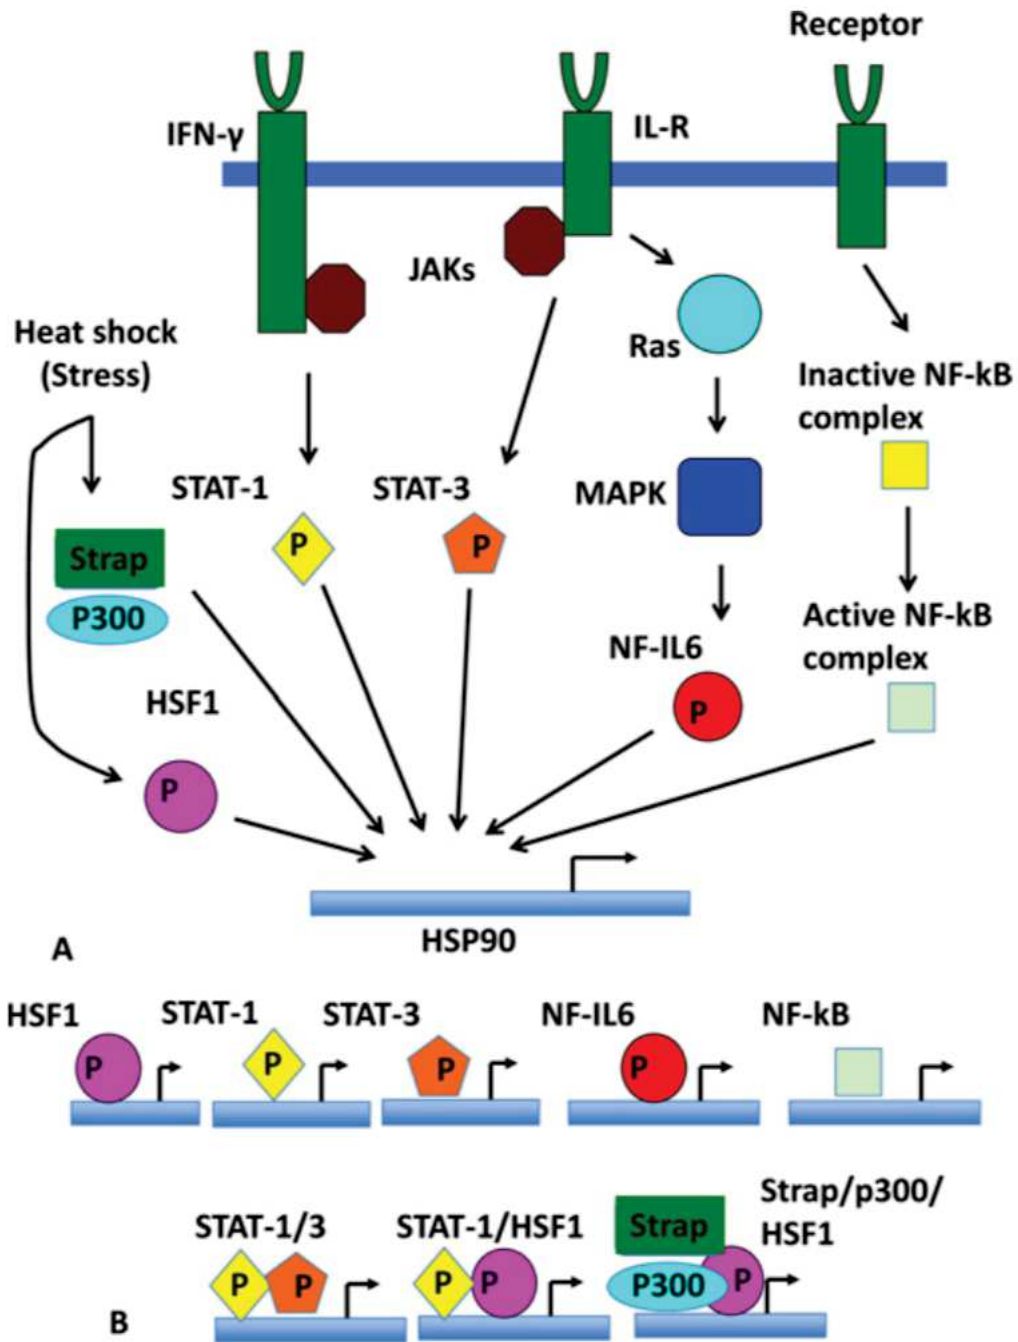 Receptor
IFN-γ
IL-R
JAKs
Heat shock
(Stress)
Ras
Inactive NF-kB
complex
STAT-1
STAT-3
MAPK
P
P
Strap
P300
Active NF-kB
complex
NF-IL6
HSF1
P
P
HSP90
A
HSF1
STAT-1
STAT-3
NF-IL6
NF-kB
P
P
P
P
Strap/p300/
HSF1
STAT-1/3
STAT-1/HSF1
Strap
P
P
P
P
P300
P
B